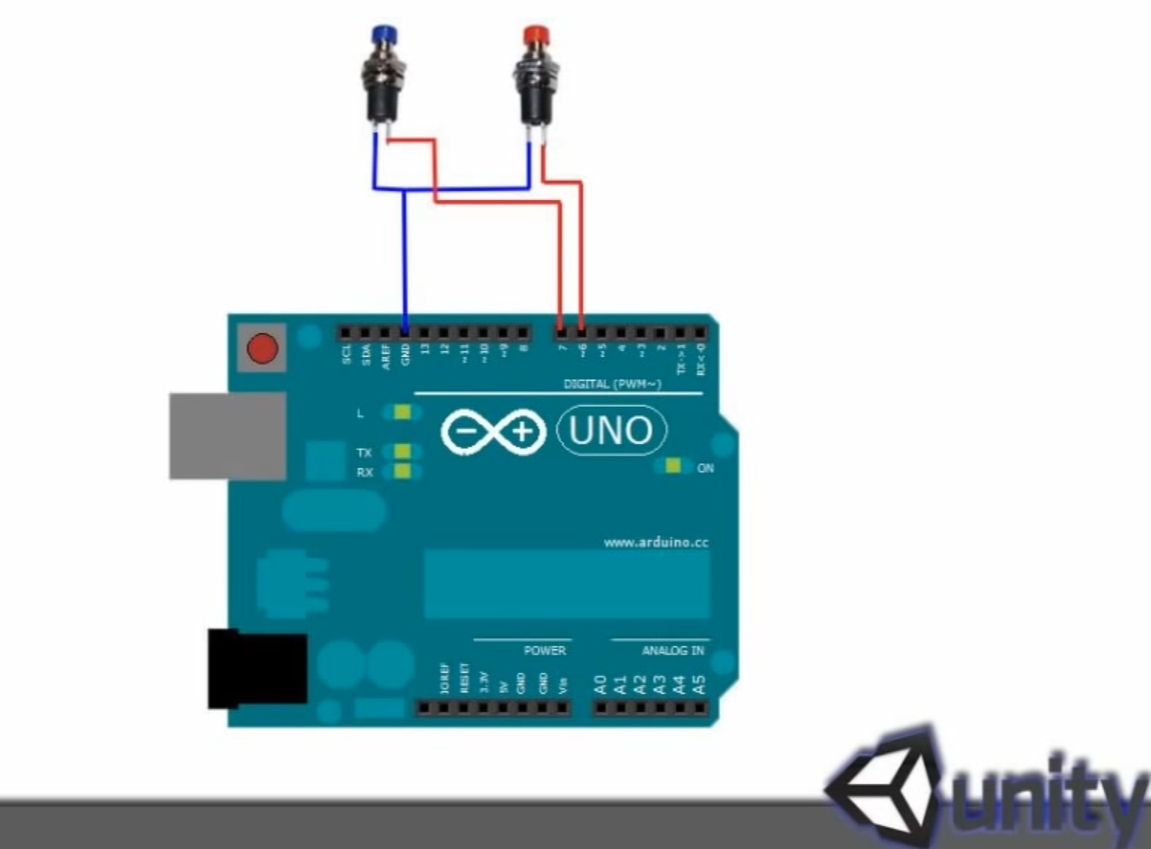 SCL SDA AREF GND 13 12 ~11 ~10 ~9 8 7 ~6 ~5 4 ~3 2 TX>1 RX<0
DIGITAL (PWM~)
L
UNO
TX
RX
ON
www.arduino.cc
POWER ANALOG IN
IOREF RESET 3.3V 5V GND GND Vin A0 A1 A2 A3 A4 A5
unity